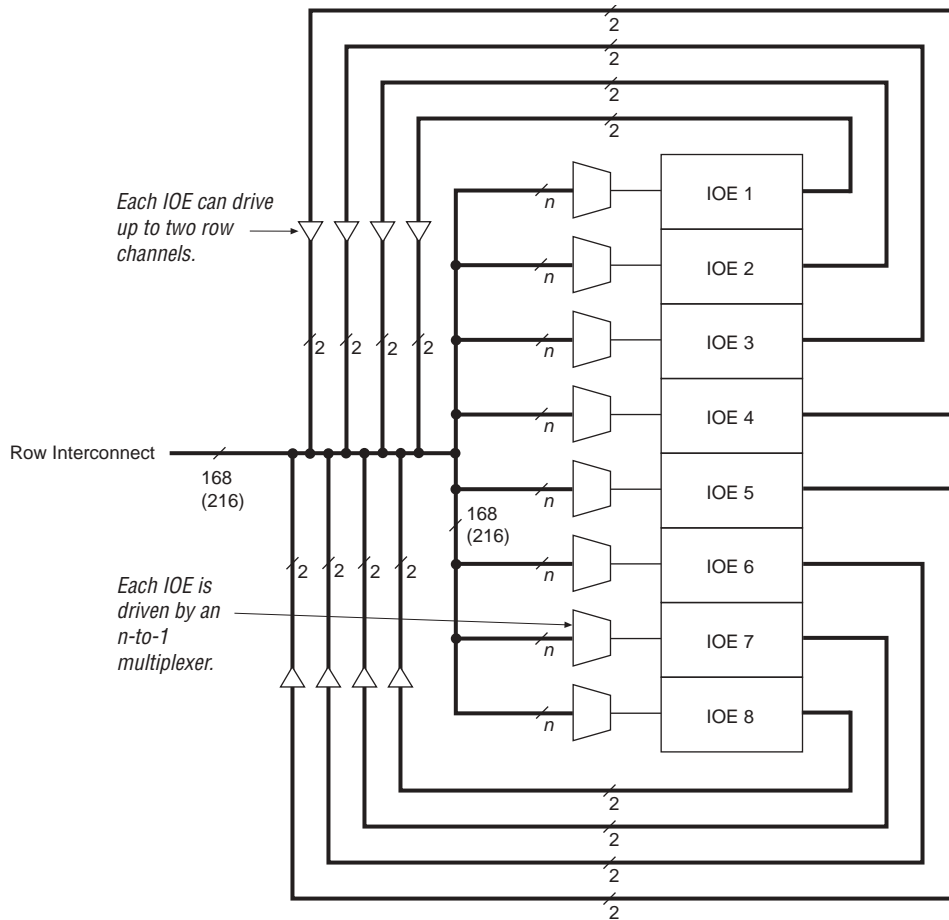 2
2
2
2
IOE 1
n
Each IOE can drive
up to two row
channels.
IOE 2
n
IOE 3
2
2
2
2
n
IOE 4
n
Row Interconnect
168
(216)
IOE 5
n
168
(216)
IOE 6
2
2
2
2
n
Each IOE is
driven by an
n-to-1
multiplexer.
IOE 7
n
IOE 8
n
2
2
2
2